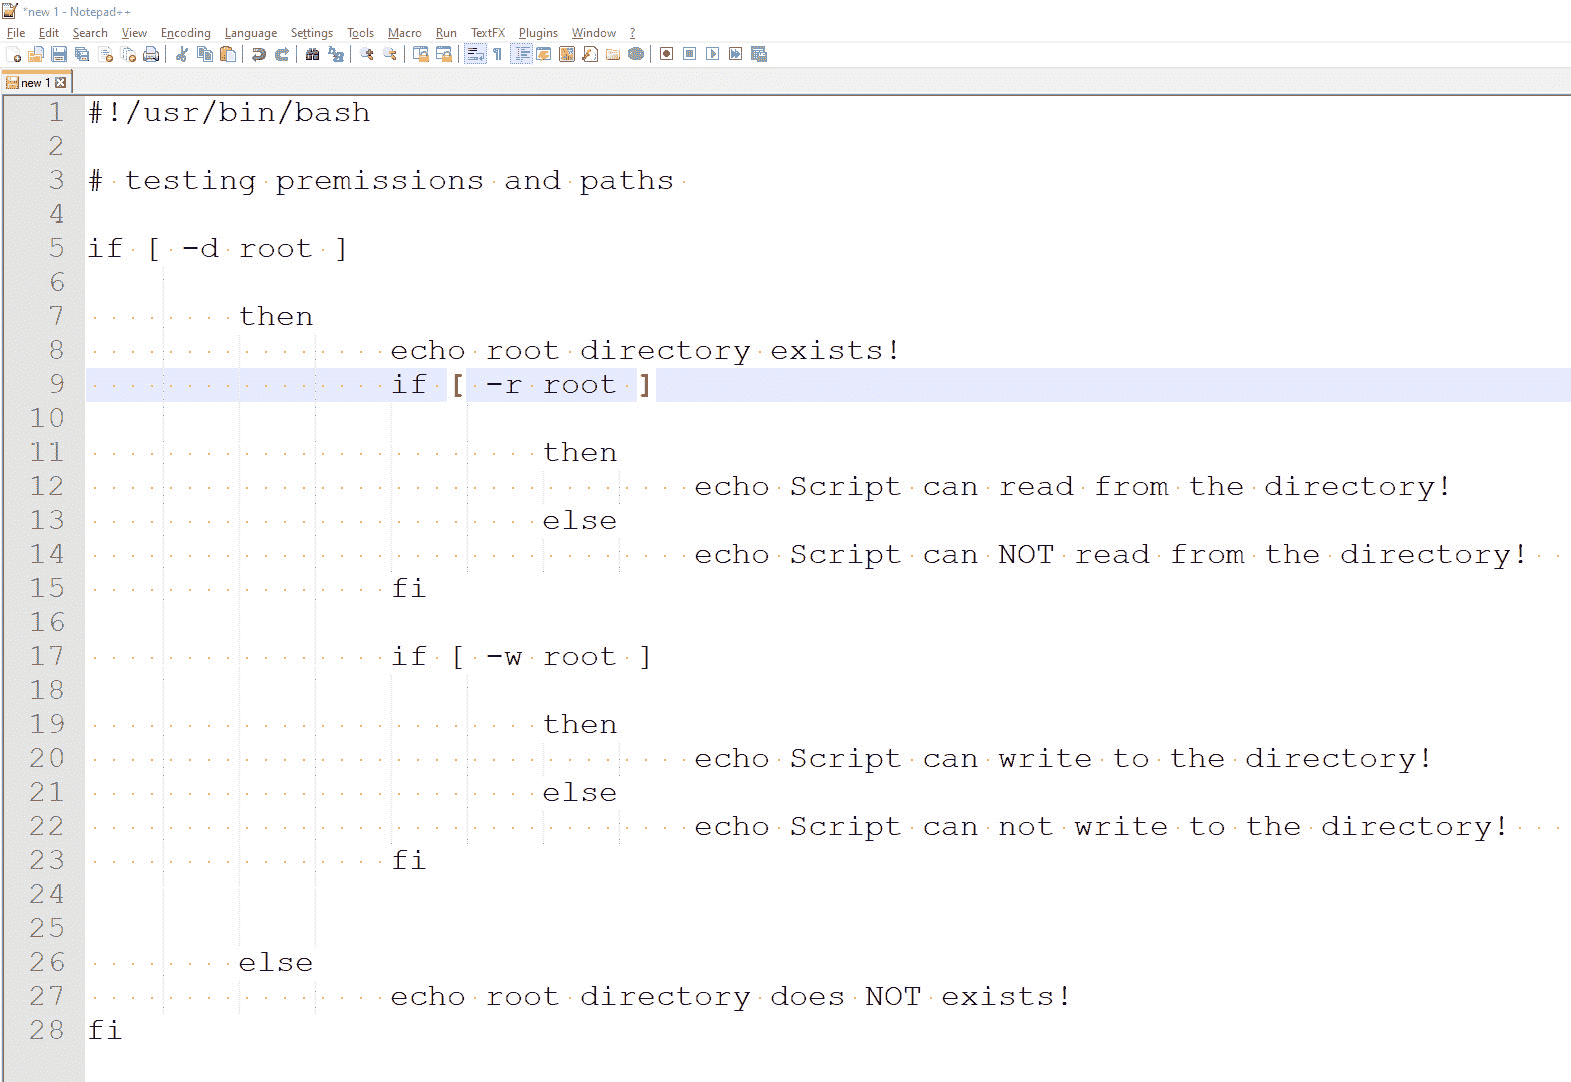 *new 1 - Notepad++
File Edit Search View Encoding Language Settings Tools Macro Run TextFX Plugins Window ?
new 1
1 #!/usr/bin/bash
2
3 # testing premissions and paths
4
5 if [ -d root ]
6
7 then
8 echo root directory exists!
9 if [ -r root ]
10
11 then
12 echo Script can read from the directory!
13 else
14 echo Script can NOT read from the directory!
15 fi
16
17 if [ -w root ]
18
19 then
20 echo Script can write to the directory!
21 else
22 echo Script can not write to the directory!
23 fi
24
25
26 else
27 echo root directory does NOT exists!
28 fi